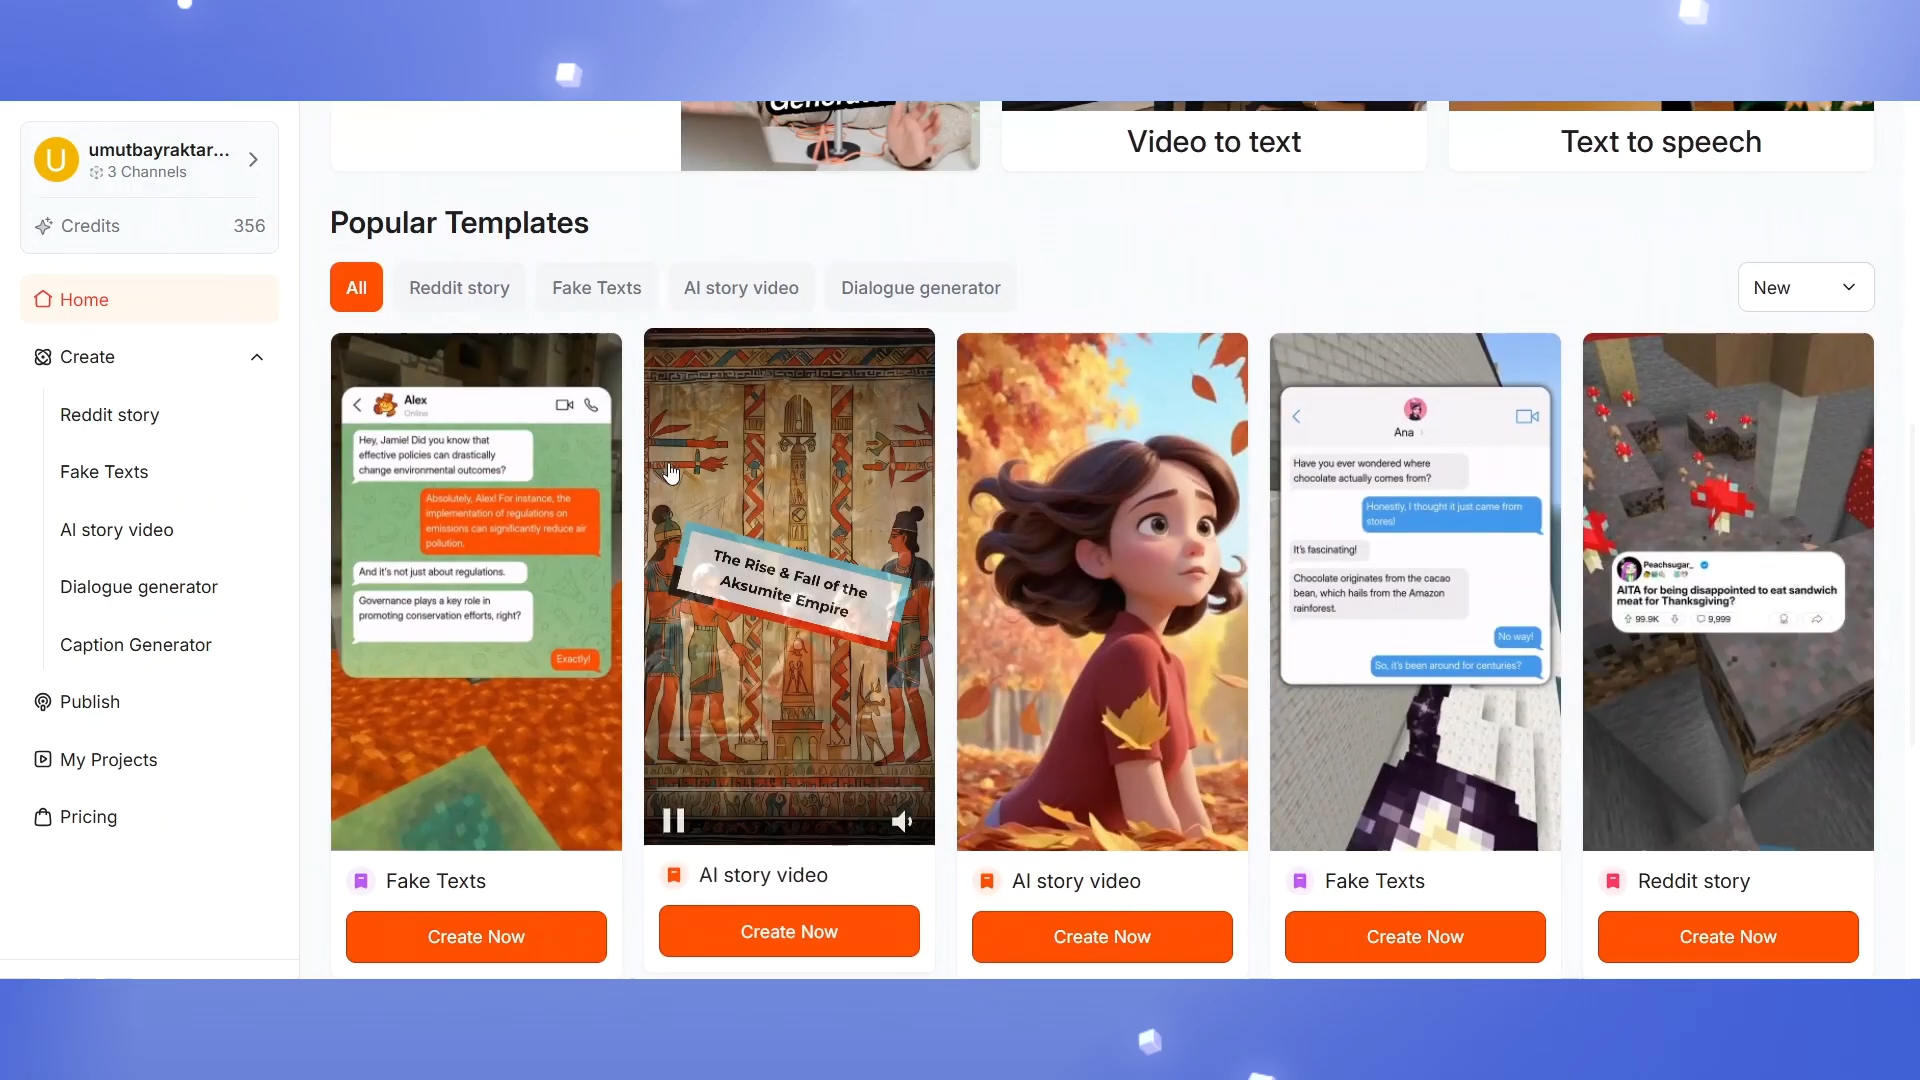 Video to text
Text to speech
U
umutbayraktar...
3 Channels
Credits
356
Home
Create
Reddit story
Fake Texts
AI story video
Dialogue generator
Caption Generator
Publish
My Projects
Pricing
Popular Templates
All
Reddit story
Fake Texts
AI story video
Dialogue generator
New
Alex
Online
Hey, Jamie! Did you know that
effective policies can drastically
change environmental outcomes?
Absolutely, Alex! For instance, the
implementation of regulations on
emissions can significantly reduce air
pollution.
And it's not just about regulations.
Governance plays a key role in
promoting conservation efforts, right?
Exactly!
Fake Texts
Create Now
The Rise & Fall of the
Aksumite Empire
AI story video
Create Now
AI story video
Create Now
Ana
Have you ever wondered where
chocolate actually comes from?
Honestly, I thought it just came from
stores!
It's fascinating!
Chocolate originates from the cacao
bean, which hails from the Amazon
rainforest.
No way!
So, it's been around for centuries?
Fake Texts
Create Now
Peachsugar_
AITA for being disappointed to eat sandwich
meat for Thanksgiving?
99.9K
9,999
Reddit story
Create Now